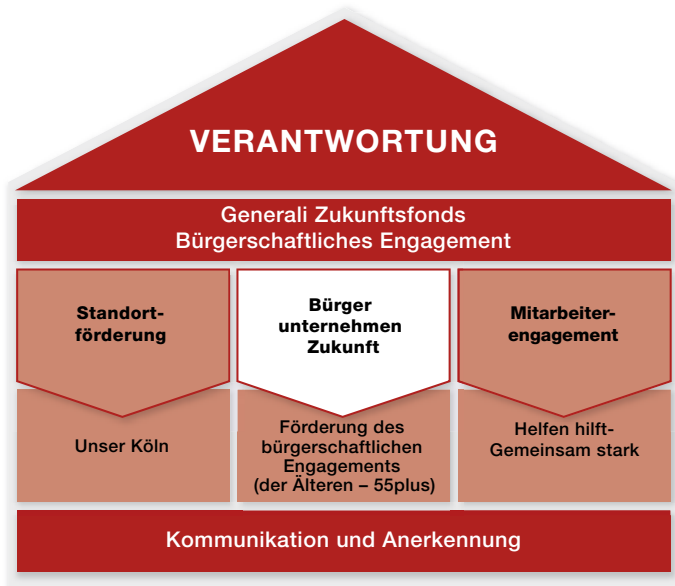 VERANTWORTUNG
Generali Zukunftsfonds
Bürgerschaftliches Engagement
Standort-
förderung
Bürger
unternehmen
Zukunft
Mitarbeiter-
engagement
Unser Köln
Förderung des
bürgerschaftlichen
Engagements
(der Älteren – 55plus)
Helfen hilft-
Gemeinsam stark
Kommunikation und Anerkennung